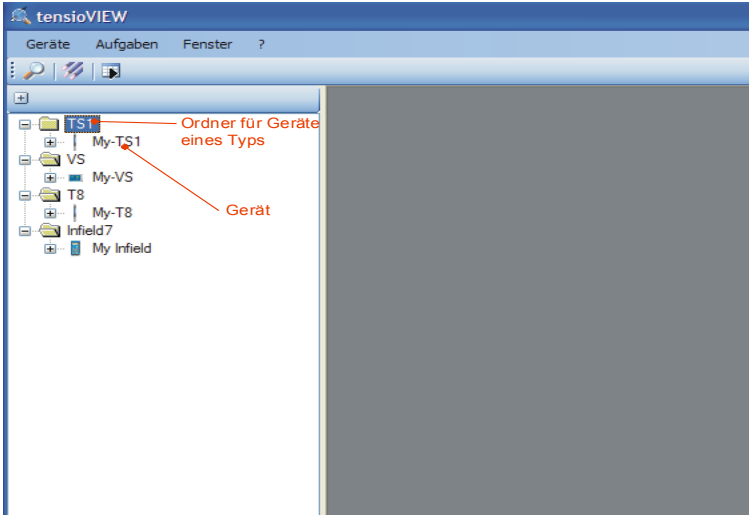 tensioVIEW
Geräte Aufgaben Fenster ?
TS1
Ordner für Geräte
eines Typs
My-TS1
VS
My-VS
T8
My-T8
Gerät
Infield7
My Infield